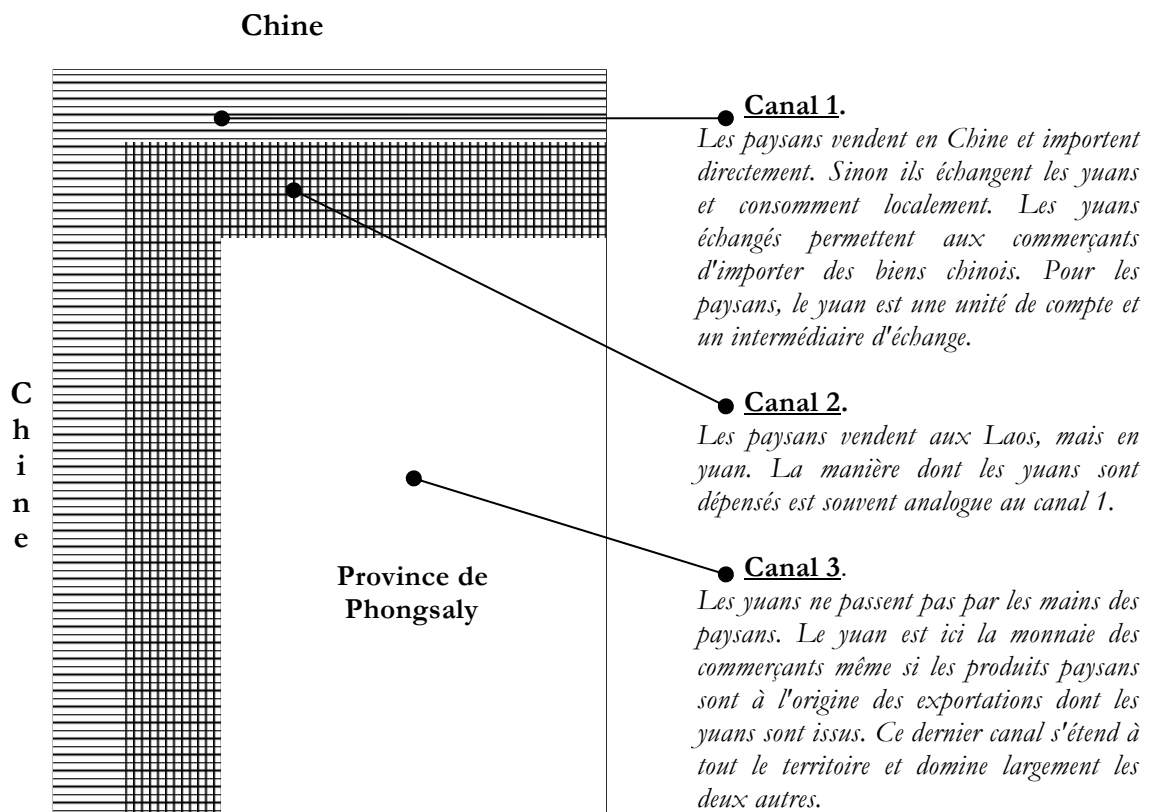 Chine
Canal 1.
Les paysans vendent en Chine et importent
directement. Sinon ils échangent les yuans
et consomment localement. Les yuans
échangés permettent aux commerçants
d'importer des biens chinois. Pour les
paysans, le yuan est une unité de compte et
un intermédiaire d'échange.
Canal 2.
Les paysans vendent aux Laos, mais en
yuan. La manière dont les yuans sont
dépensés est souvent analogue au canal 1.
C
h
i
n
e
Province de
Phongsaly
Canal 3.
Les yuans ne passent pas par les mains des
paysans. Le yuan est ici la monnaie des
commerçants même si les produits paysans
sont à l'origine des exportations dont les
yuans sont issus. Ce dernier canal s'étend à
tout le territoire et domine largement les
deux autres.